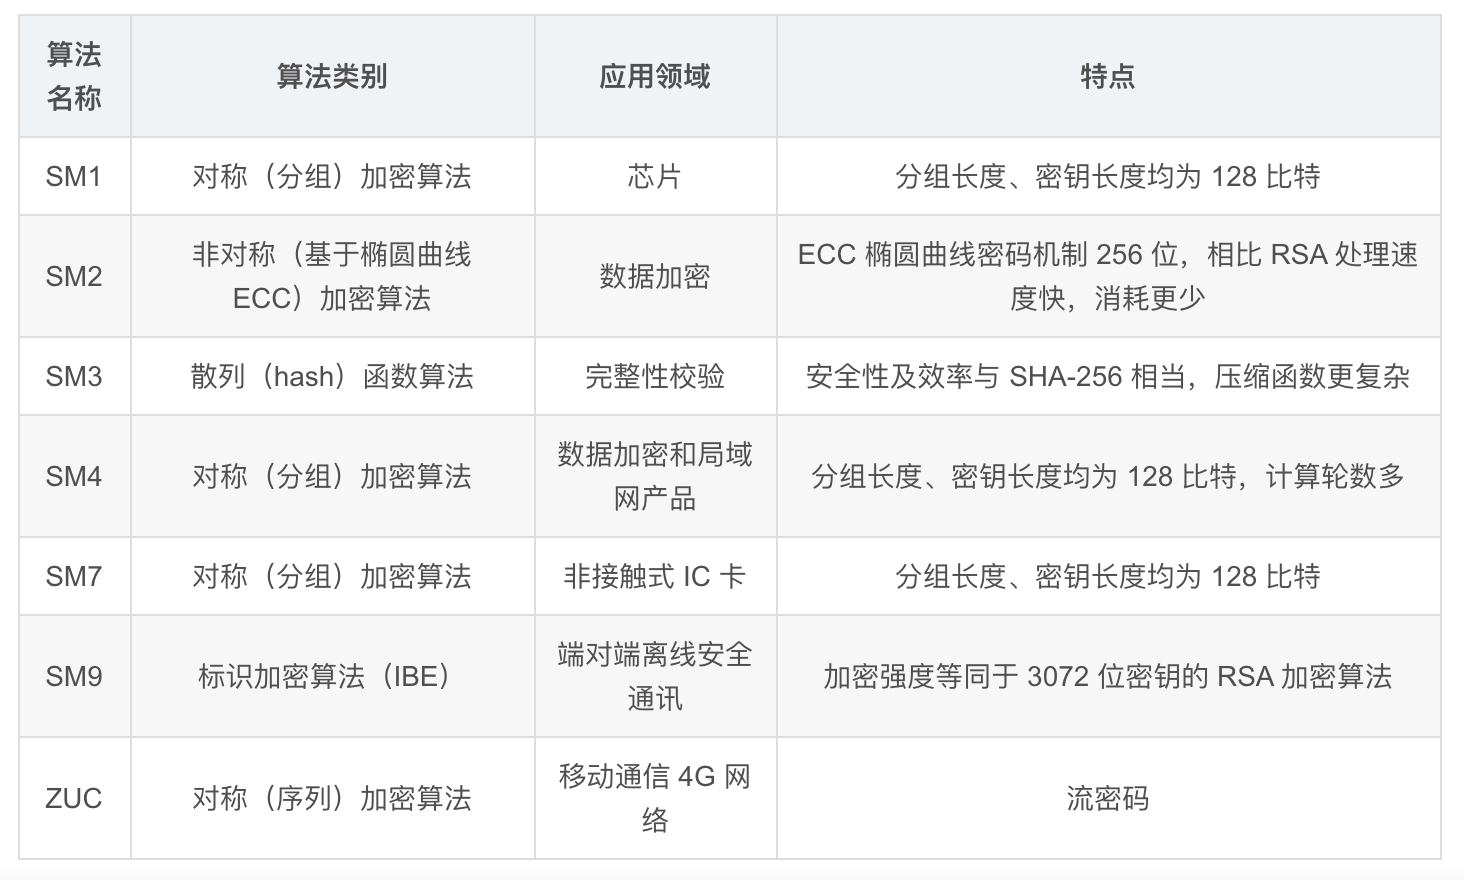 算法
名称
算法类别
应用领域
特点
SM1
对称（分组）加密算法
芯片
分组长度、密钥长度均为 128 比特
SM2
非对称（基于椭圆曲线
ECC）加密算法
数据加密
ECC 椭圆曲线密码机制 256 位，相比 RSA 处理速
度快，消耗更少
SM3
散列（hash）函数算法
完整性校验
安全性及效率与 SHA-256 相当，压缩函数更复杂
SM4
对称（分组）加密算法
数据加密和局域
网产品
分组长度、密钥长度均为 128 比特，计算轮数多
SM7
对称（分组）加密算法
非接触式 IC 卡
分组长度、密钥长度均为 128 比特
SM9
标识加密算法（IBE）
端对端离线安全
通讯
加密强度等同于 3072 位密钥的 RSA 加密算法
ZUC
对称（序列）加密算法
移动通信 4G 网
络
流密码